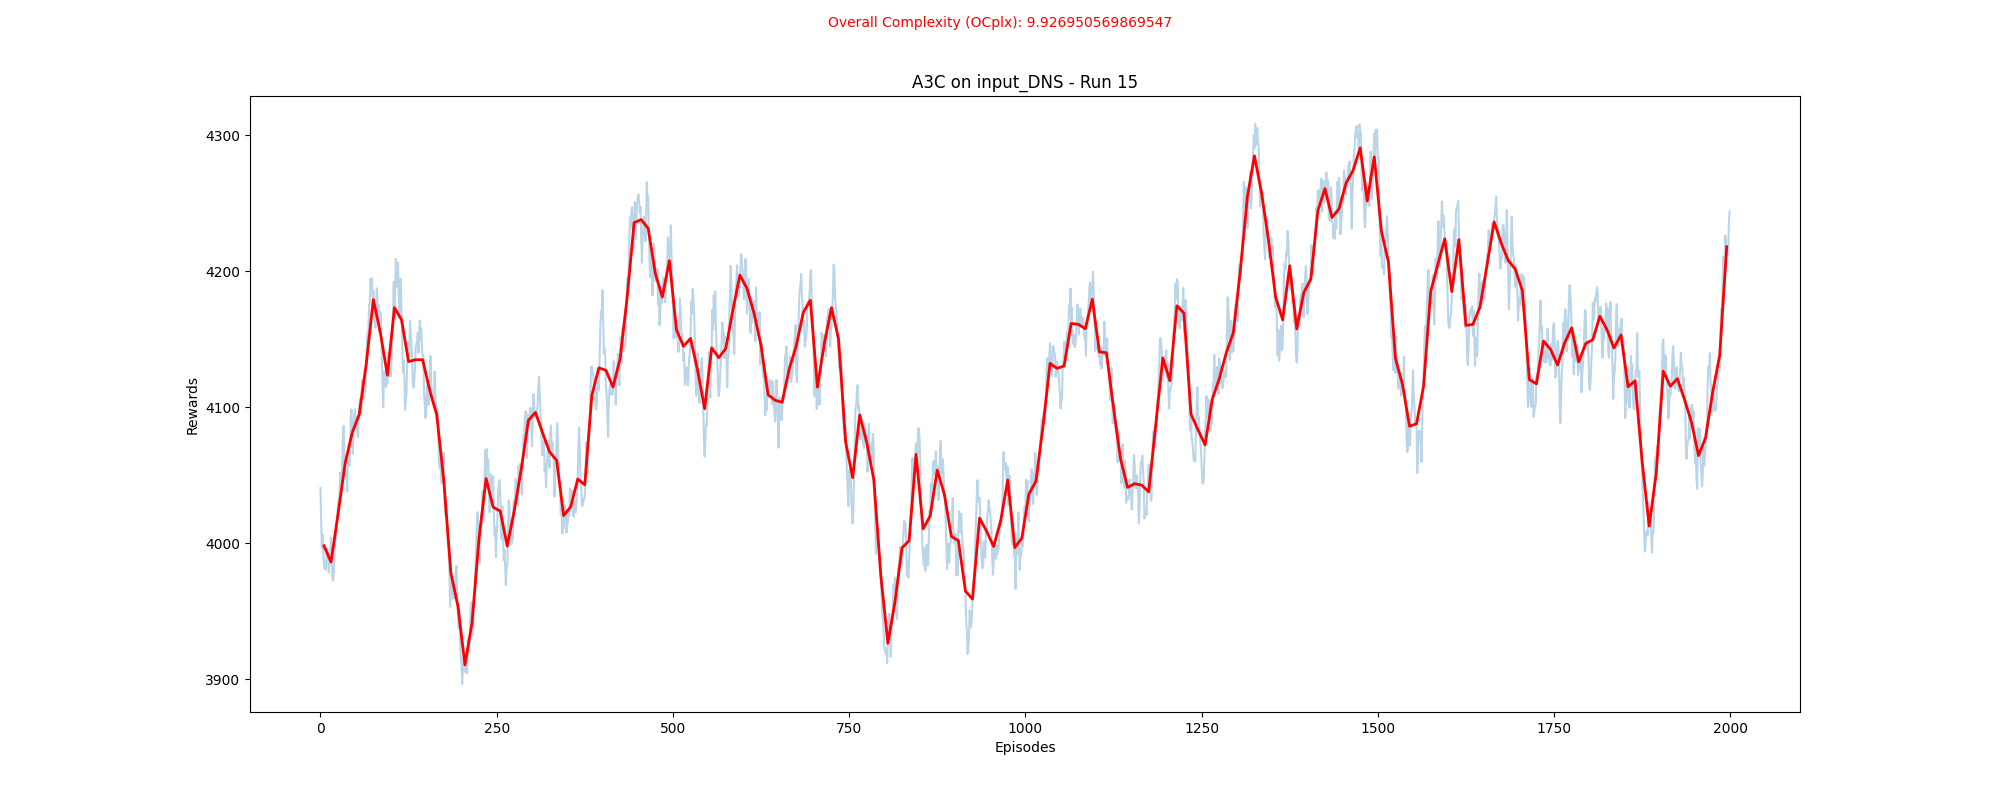 Overall Complexity (OCplx): 9.926950569869547
A3C on input_DNS - Run 15
4300
4200
4100
4000
3900
Rewards
0 250 500 750 1000 1250 1500 1750 2000
Episodes